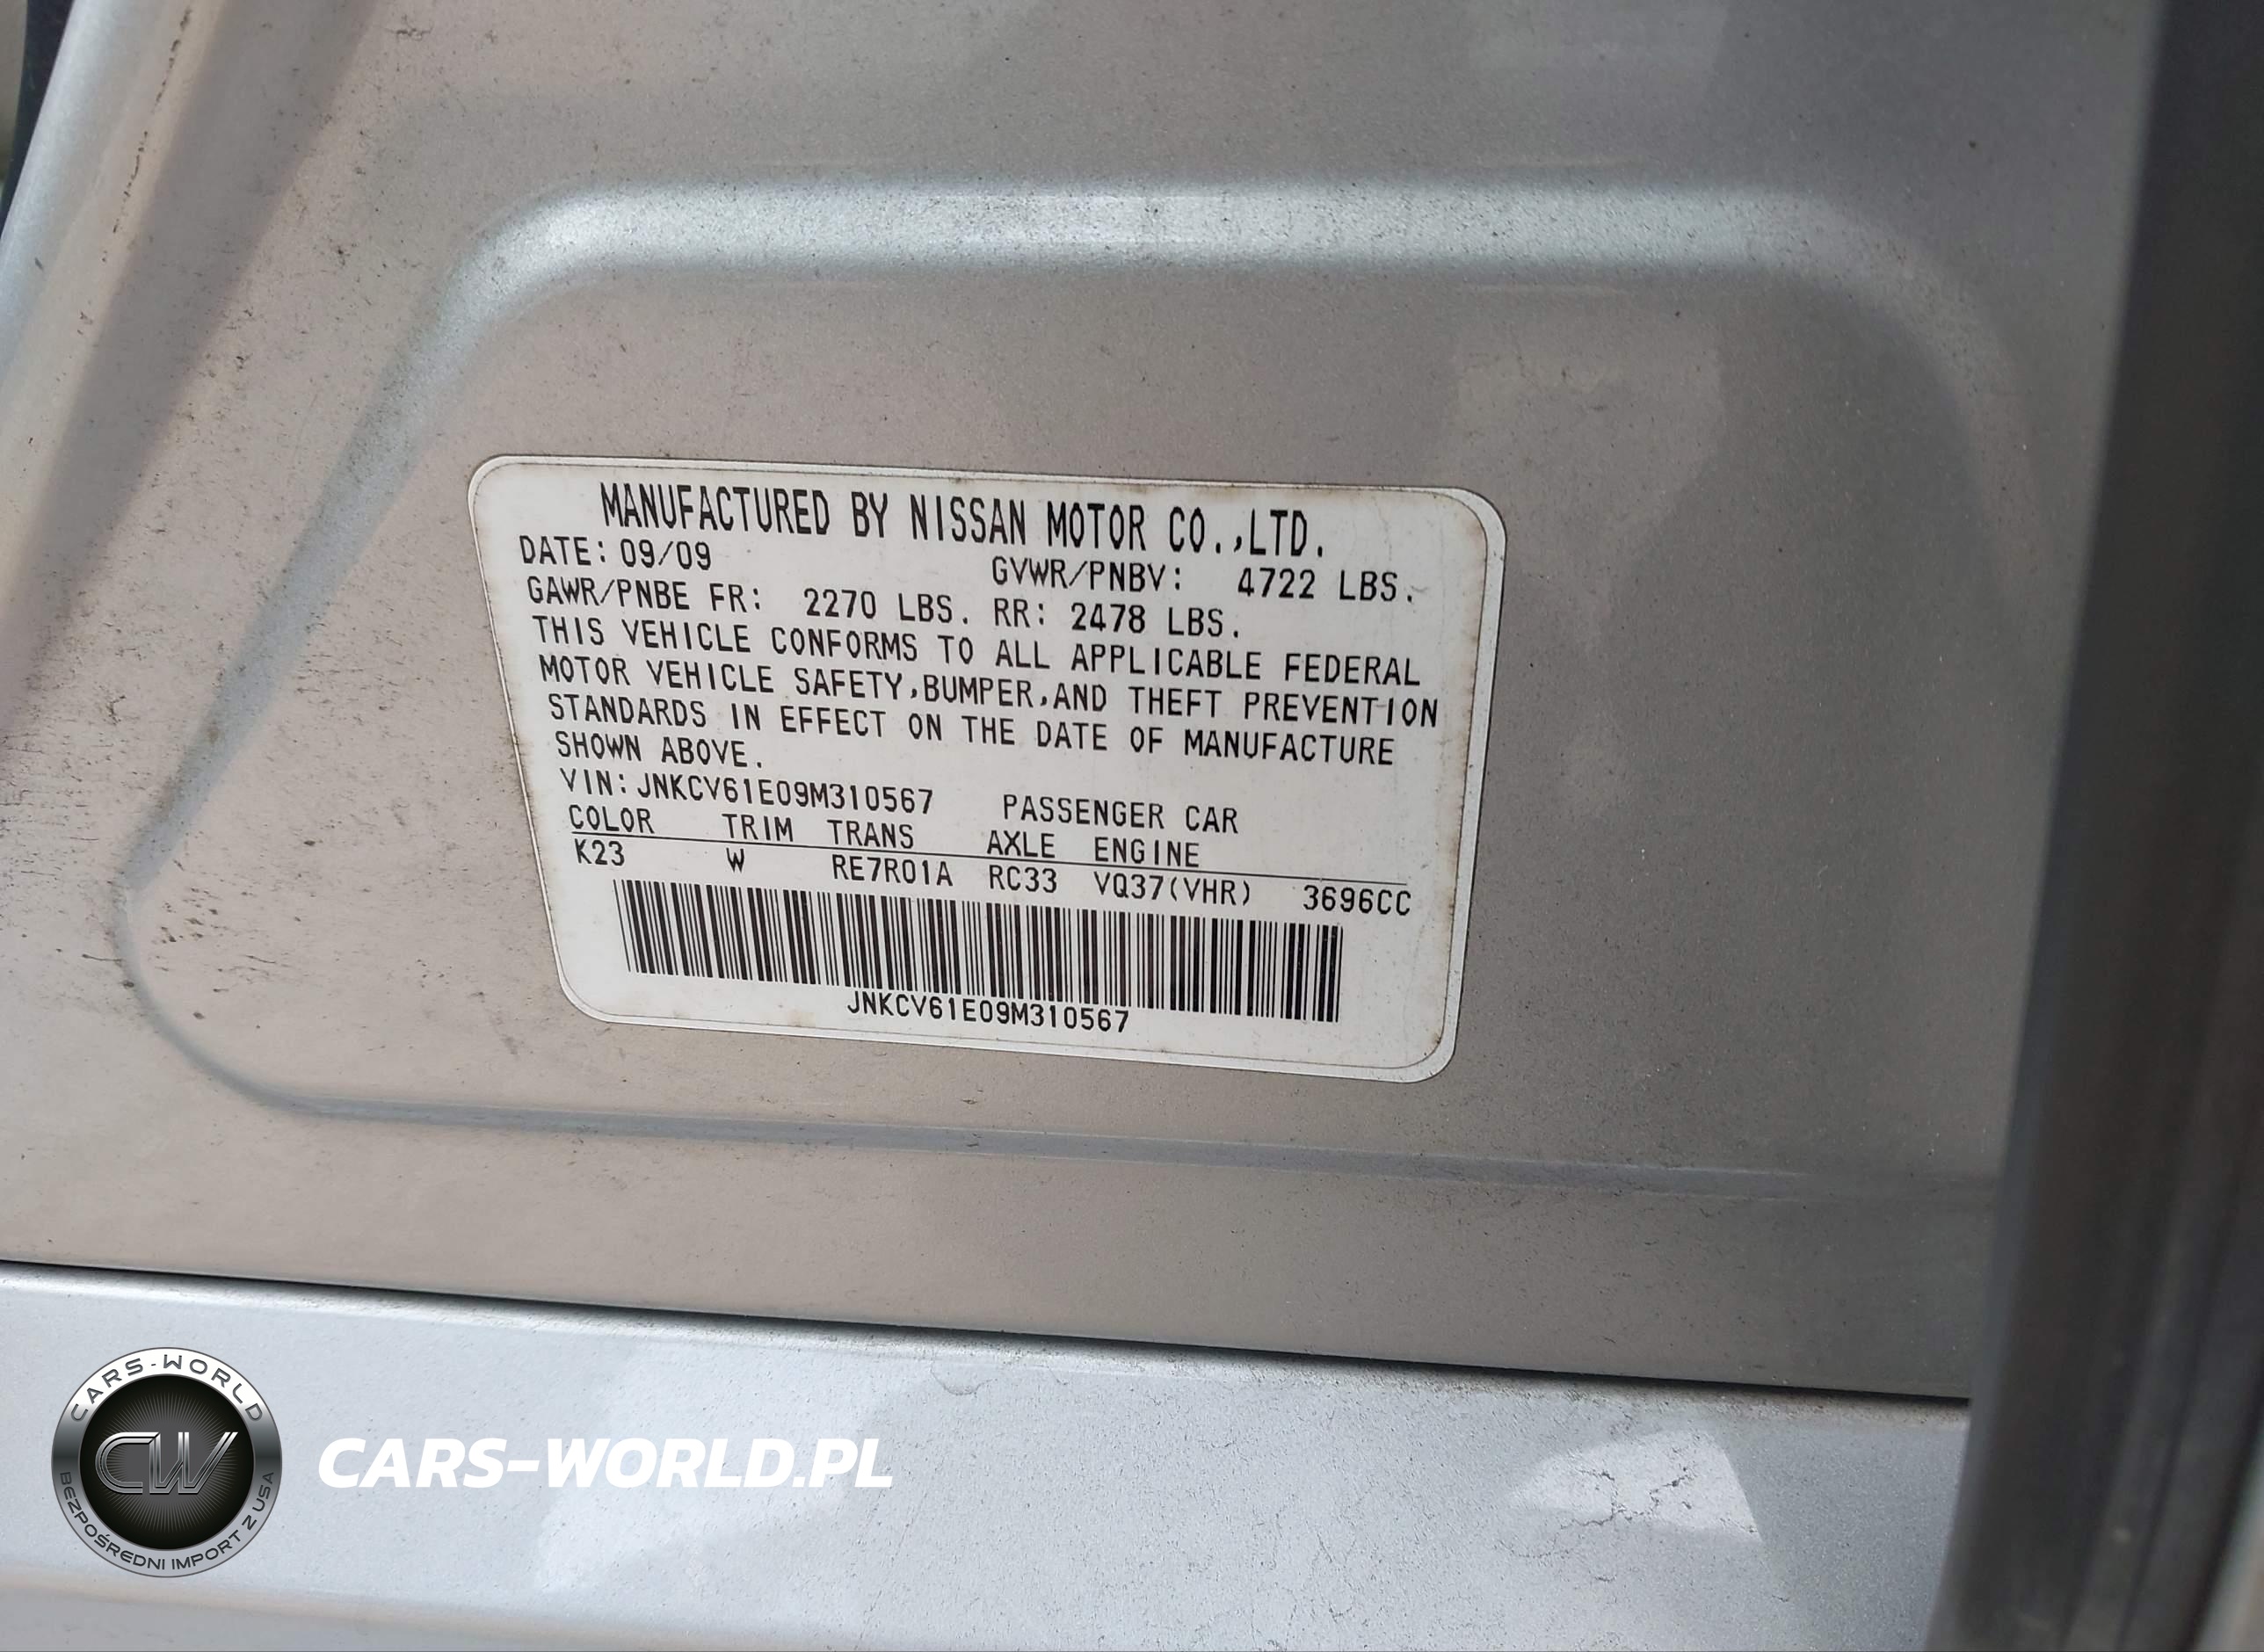 MANUFACTURED BY NISSAN MOTOR CO.,LTD.
DATE: 09/09 GVWR/PNBV: 4722 LBS.
GAWR/PNBE FR: 2270 LBS. RR: 2478 LBS.
THIS VEHICLE CONFORMS TO ALL APPLICABLE FEDERAL
MOTOR VEHICLE SAFETY,BUMPER,AND THEFT PREVENTION
STANDARDS IN EFFECT ON THE DATE OF MANUFACTURE
SHOWN ABOVE.
VIN: JNKCV61E09M310567 PASSENGER CAR
COLOR TRIM TRANS AXLE ENGINE
K23 W RE7R01A RC33 VQ37(VHR) 3696CC
JNKCV61E09M310567
CARS-WORLD
CW
BEZPOŚREDNI IMPORT Z USA
CARS-WORLD.PL